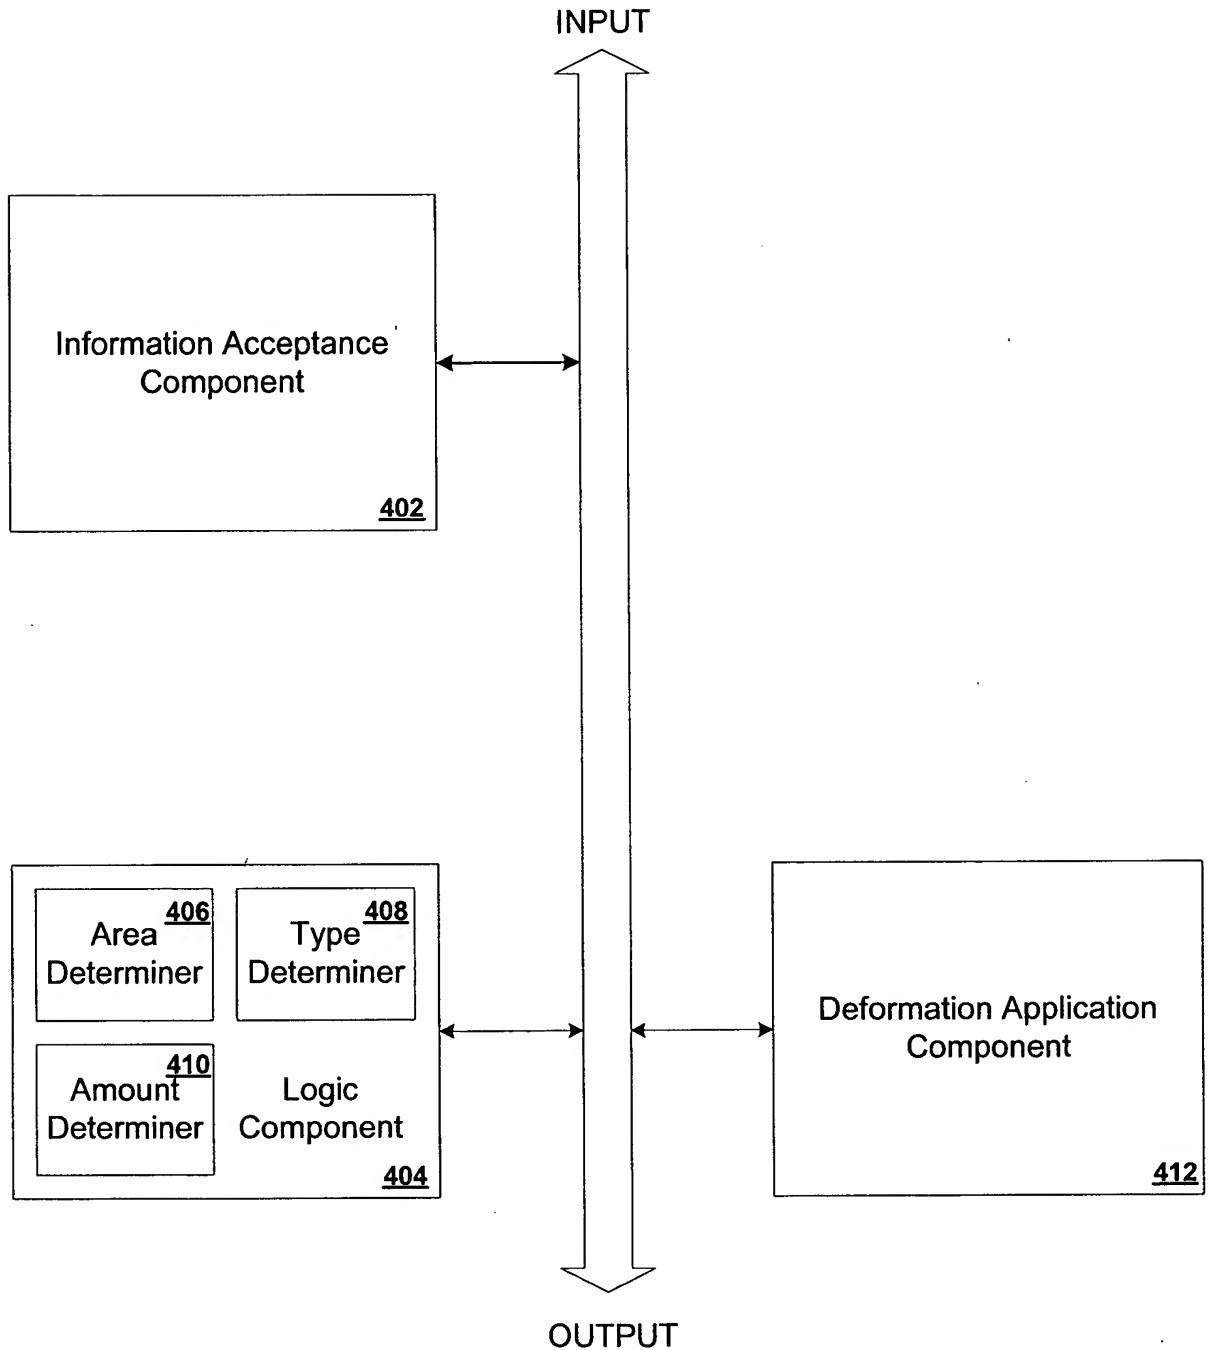 INPUT
Information Acceptance
Component
402
406
Area
Determiner
408
Type
Determiner
410
Amount
Determiner
Logic
Component
404
Deformation Application
Component
412
OUTPUT